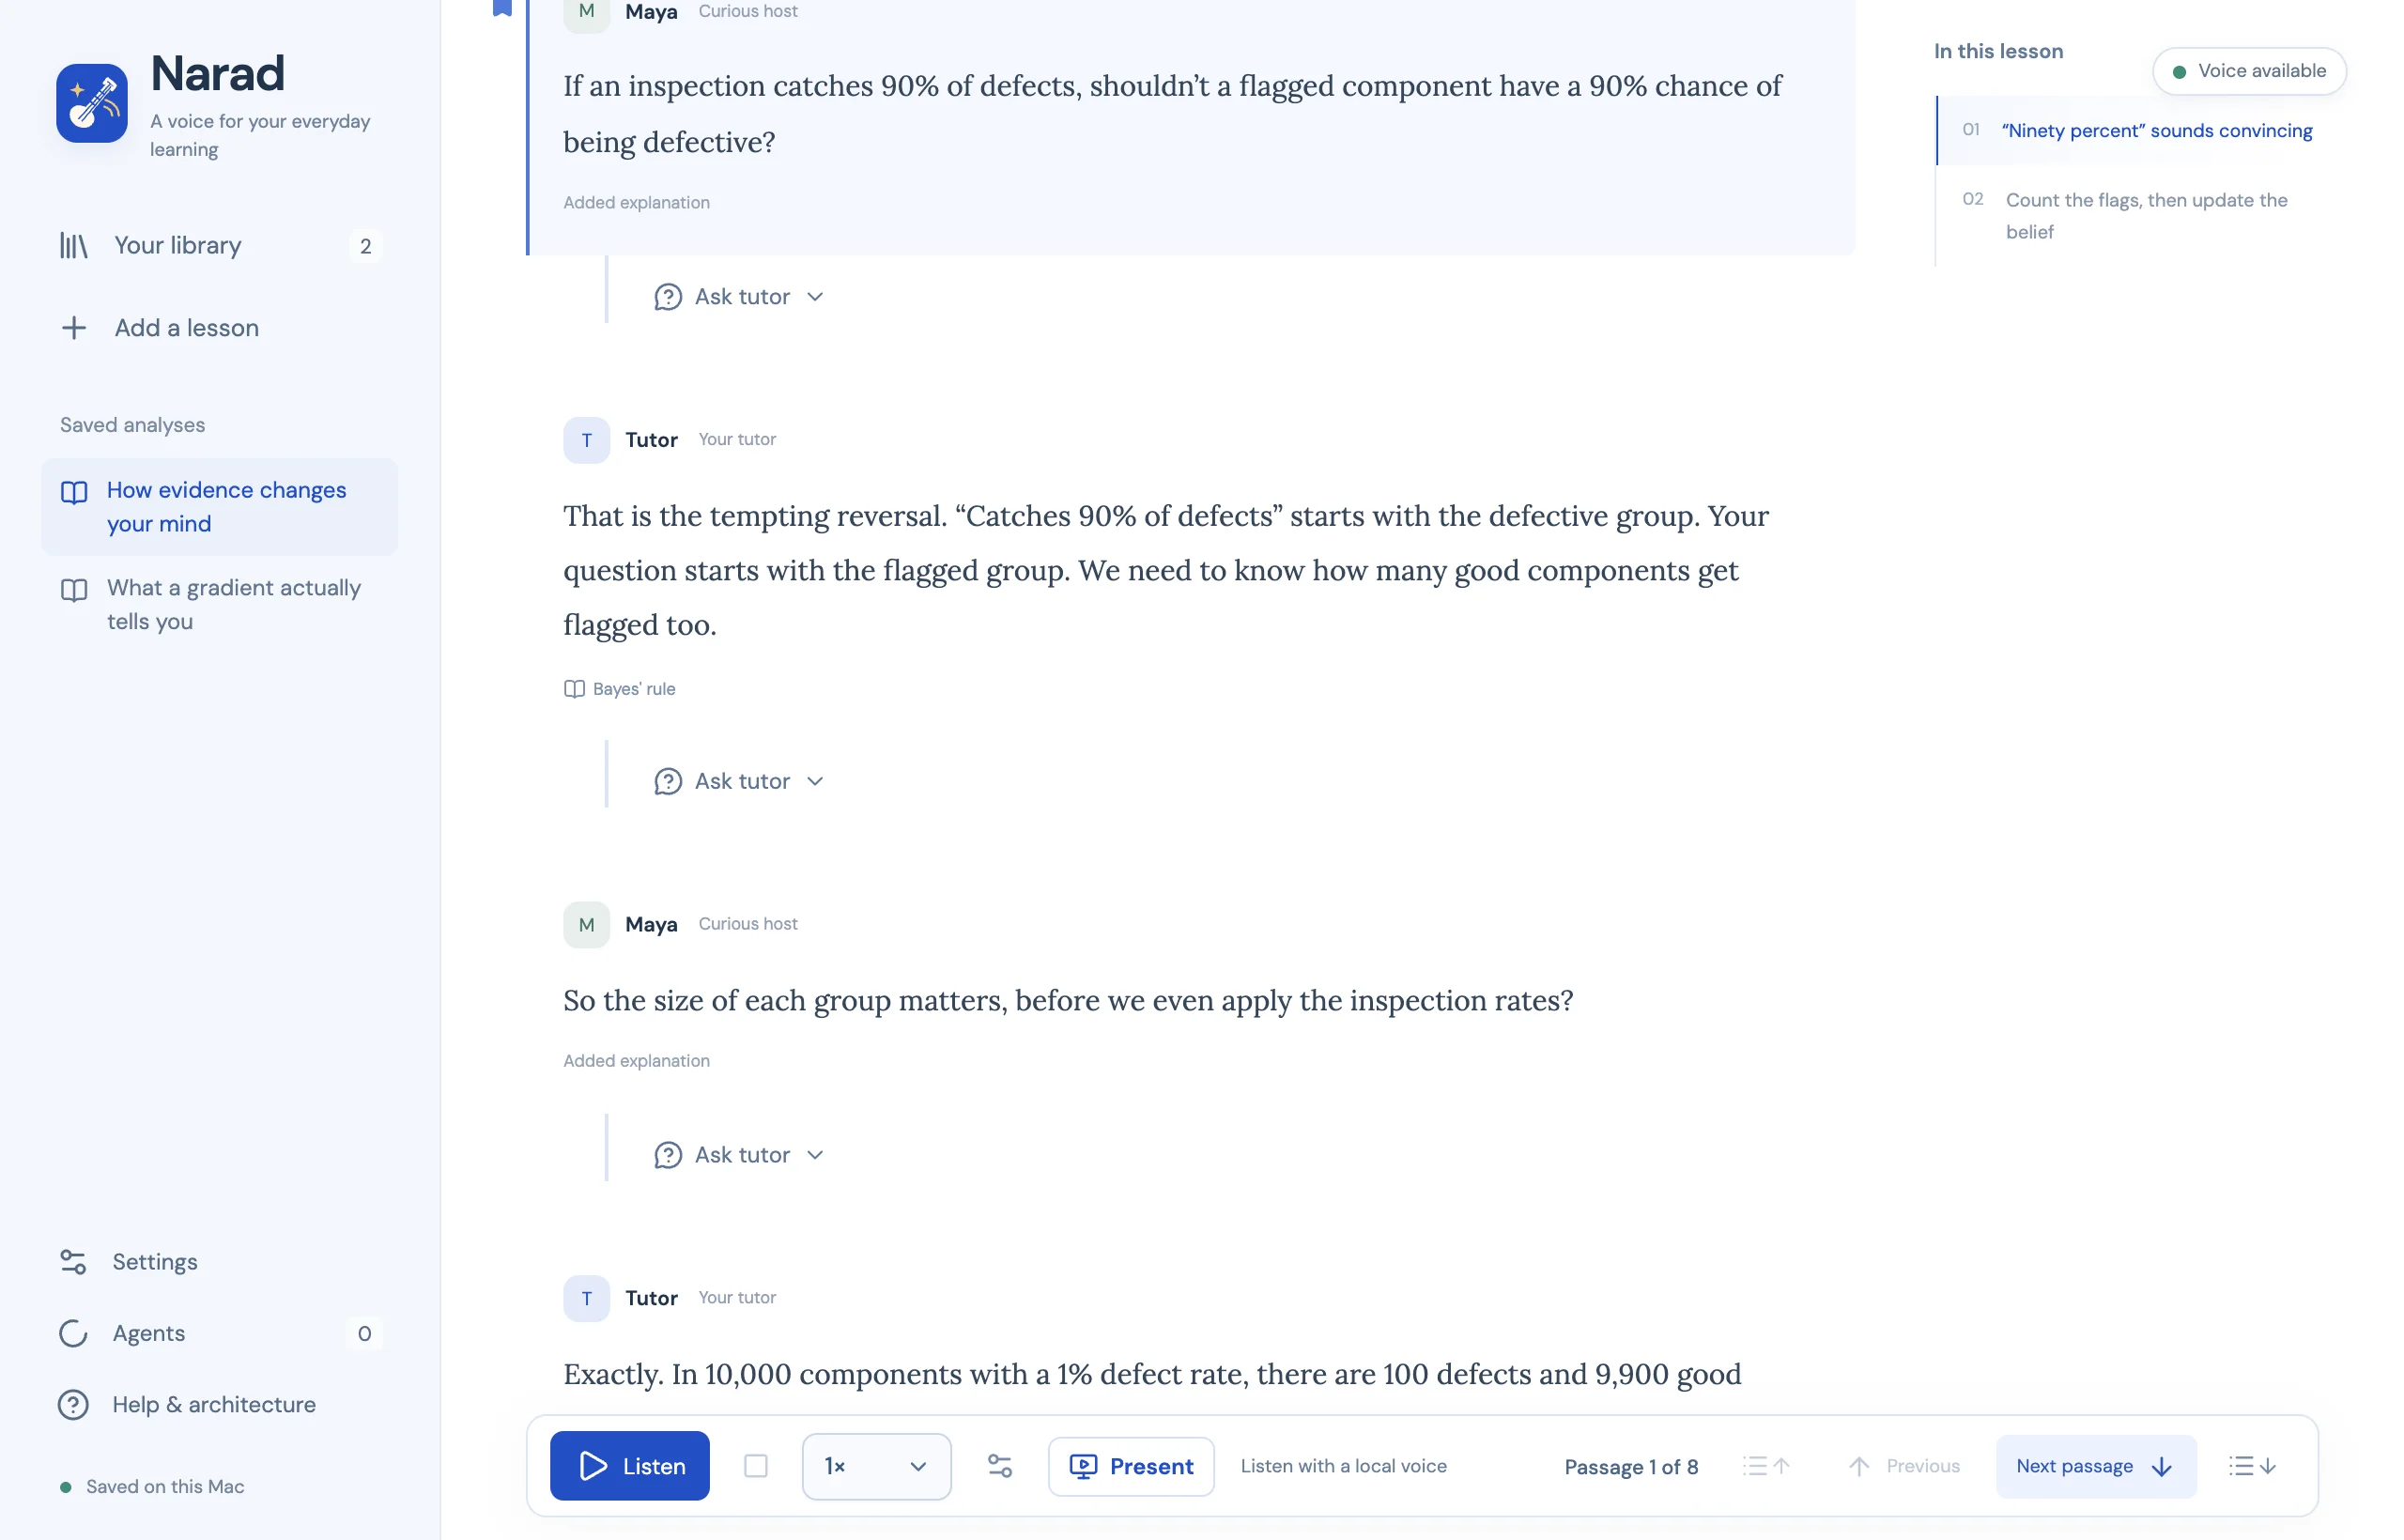 Narad
A voice for your everyday
learning
Your library 2
Add a lesson
Saved analyses
How evidence changes
your mind
What a gradient actually
tells you
Settings
Agents 0
Help & architecture
Saved on this Mac
M Maya Curious host
If an inspection catches 90% of defects, shouldn’t a flagged component have a 90% chance of
being defective?
Added explanation
Ask tutor
T Tutor Your tutor
That is the tempting reversal. “Catches 90% of defects” starts with the defective group. Your
question starts with the flagged group. We need to know how many good components get
flagged too.
Bayes' rule
Ask tutor
M Maya Curious host
So the size of each group matters, before we even apply the inspection rates?
Added explanation
Ask tutor
T Tutor Your tutor
Exactly. In 10,000 components with a 1% defect rate, there are 100 defects and 9,900 good
Listen 1× Present Listen with a local voice Passage 1 of 8 Previous Next passage
In this lesson
Voice available
01 “Ninety percent” sounds convincing
02 Count the flags, then update the
belief